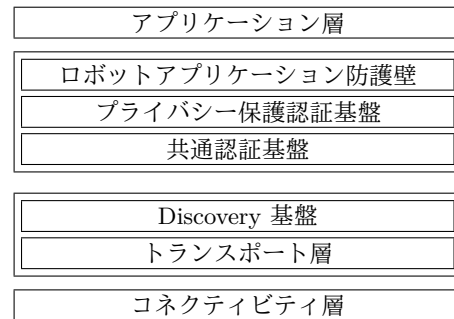 アプリケーション層
ロボットアプリケーション防護壁
プライバシー保護認証基盤
共通認証基盤
Discovery 基盤
トランスポート層
コネクティビティ層